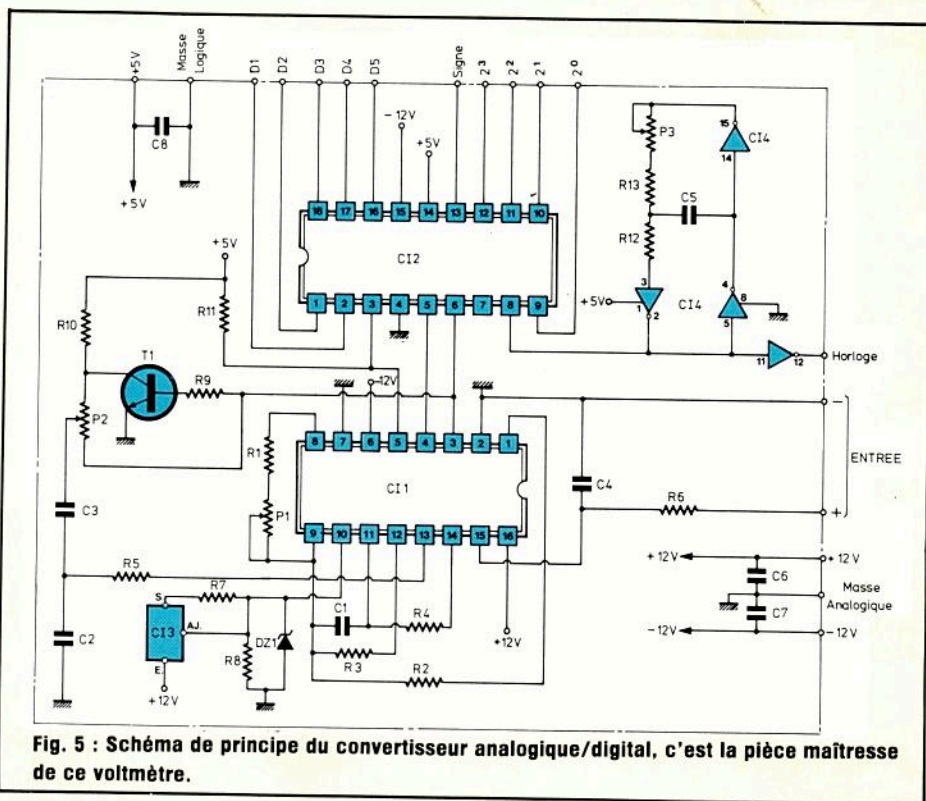 +5V
Masse
Logique
D1
D2
D3
D4
D5
Signe
2³
2²
2¹
2⁰
-12V
+5V
C8
+5V
18 17 16 15 14 13 12 11 10
CI2
1 2 3 4 5 6 7 8 9
P3
R13
R12
C5
15
CI4
14
3
+5V
1
2
CI4
4
8
5
11
12
Horloge
+5V
R10
R11
T1
R9
P2
-12V
R1
P1
8 7 6 5 4 3 2 1
CI1
9 10 11 12 13 14 15 16
C4
R6
-
ENTREE
+
C3
R5
R7
C2
S
CI3
AJ.
E.
+12V
R8
DZ1
C1
R4
R3
R2
+12V
+12V
+12V
C6
Masse
Analogique
C7
-12V
-12V
Fig. 5 : Schéma de principe du convertisseur analogique/digital, c'est la pièce maîtresse
de ce voltmètre.